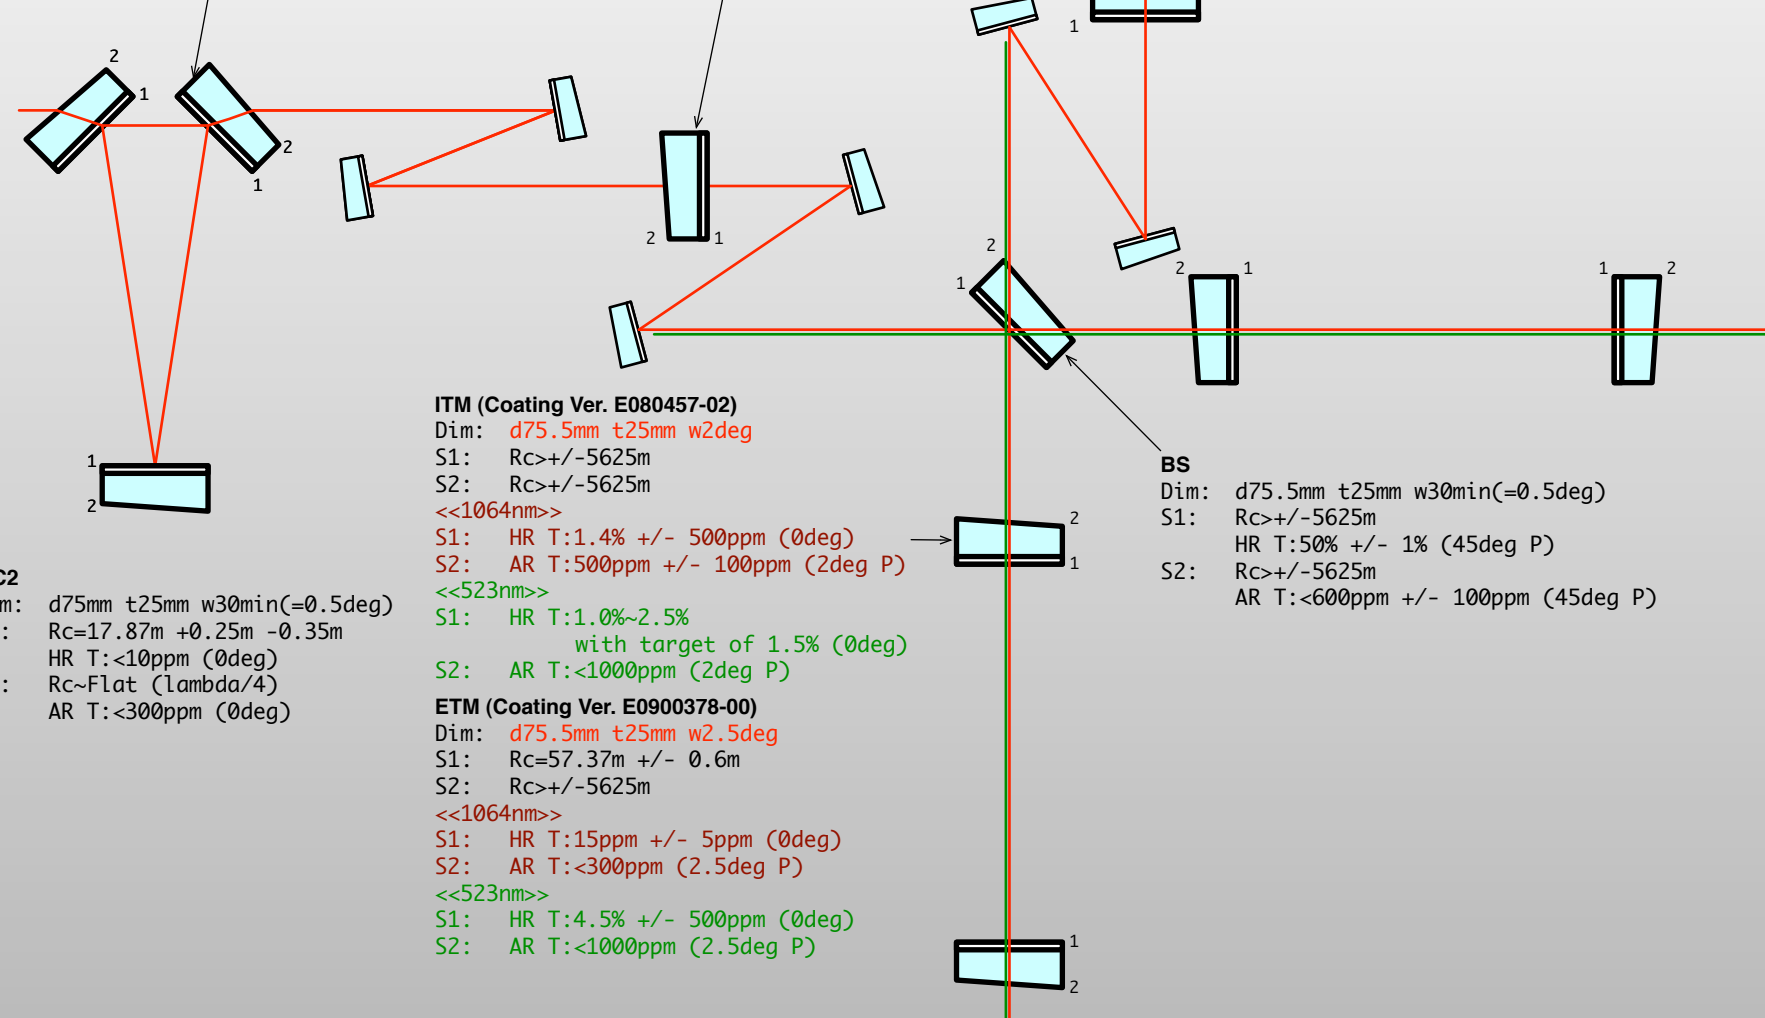 2
1
2
1
2
1
1
2
1
2
1
2
1
1
2
1
2
ITM (Coating Ver. E080457-02)
Dim: d75.5mm t25mm w2deg
S1: Rc>+/-5625m
S2: Rc>+/-5625m
<<1064nm>>
S1: HR T:1.4% +/- 500ppm (0deg)
S2: AR T:500ppm +/- 100ppm (2deg P)
<<523nm>>
S1: HR T:1.0%~2.5%
with target of 1.5% (0deg)
S2: AR T:<1000ppm (2deg P)
ETM (Coating Ver. E0900378-00)
Dim: d75.5mm t25mm w2.5deg
S1: Rc=57.37m +/- 0.6m
S2: Rc>+/-5625m
<<1064nm>>
S1: HR T:15ppm +/- 5ppm (0deg)
S2: AR T:<300ppm (2.5deg P)
<<523nm>>
S1: HR T:4.5% +/- 500ppm (0deg)
S2: AR T:<1000ppm (2.5deg P)
BS
Dim: d75.5mm t25mm w30min(=0.5deg)
S1: Rc>+/-5625m
HR T:50% +/- 1% (45deg P)
S2: Rc>+/-5625m
AR T:<600ppm +/- 100ppm (45deg P)
C2
m: d75mm t25mm w30min(=0.5deg)
: Rc=17.87m +0.25m -0.35m
HR T:<10ppm (0deg)
: Rc~Flat (lambda/4)
AR T:<300ppm (0deg)
2
1
1
2